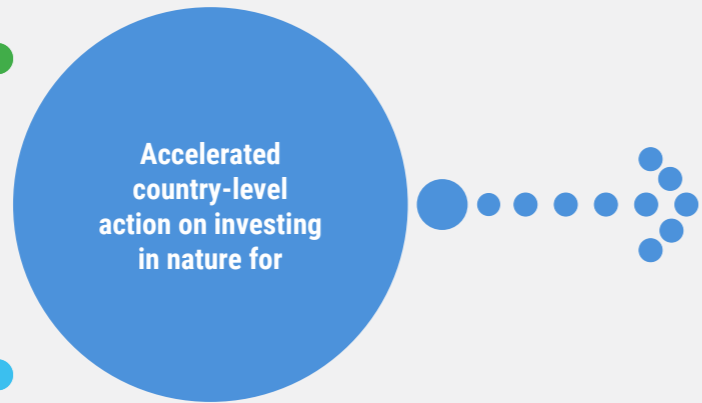 Accelerated
country-level
action on investing
in nature for